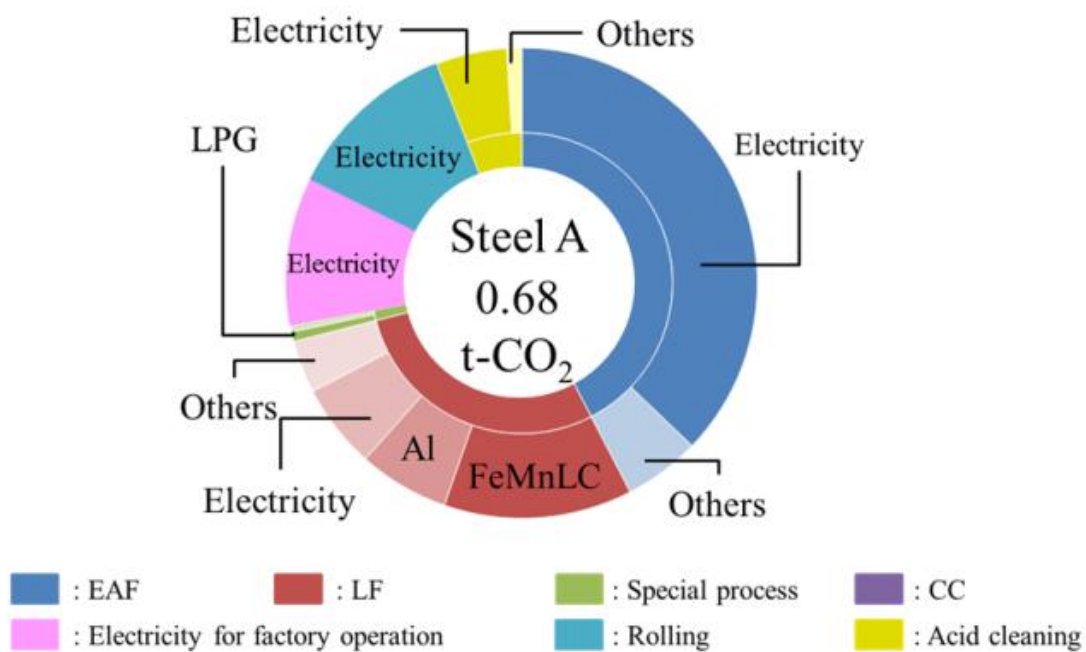 Electricity
Others
LPG
Electricity
Electricity
Electricity
Steel A
0.68
t-CO₂
Others
Electricity
Al
FeMnLC
Others
: EAF
: LF
: Special process
: CC
: Electricity for factory operation
: Rolling
: Acid cleaning